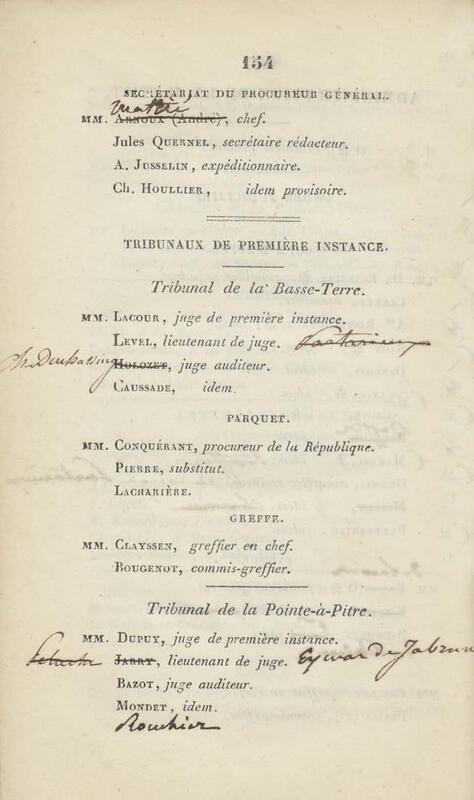 154
SECRÉTARIAT DU PROCUREUR GÉNÉRAL.
MM. ARNOUX (André), chef.
Jules QUERNEL, secrétaire rédacteur.
A. JUSSELIN, expéditionnaire.
Ch. HOULLIER, idem provisoire.
TRIBUNAUX DE PREMIÈRE INSTANCE.
Tribunal de la Basse-Terre.
MM. LACOUR, juge de première instance.
LEVEL, lieutenant de juge.
HOLOZET, juge auditeur.
CAUSSADE, idem.
PARQUET.
MM. CONQUÉRANT, procureur de la République.
PIERRE, substitut.
LACHARIÈRE.
GREFFE.
MM. CLAYSSEN, greffier en chef.
BOUGENOT, commis-greffier.
Tribunal de la Pointe-à-Pitre.
MM. DUPUY, juge de première instance.
JARRY, lieutenant de juge.
BAZOT, juge auditeur.
MONDET, idem.
Rouchier